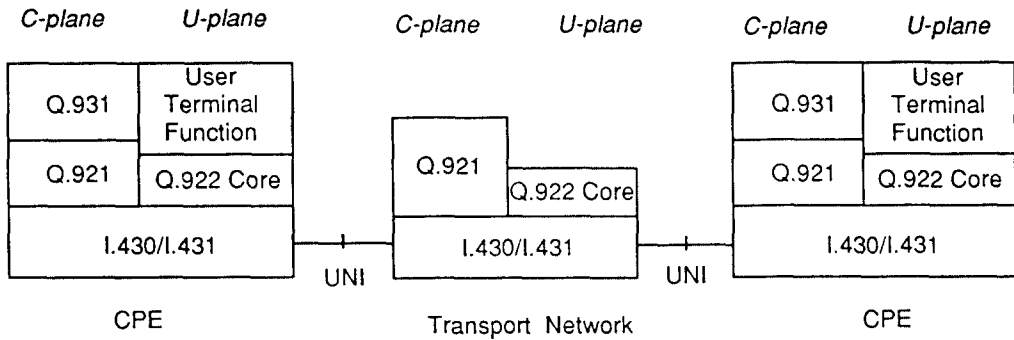 C-plane U-plane C-plane U-plane C-plane U-plane
Q.931
User
Terminal
Function
Q.921
Q.922 Core
I.430/I.431
UNI
Q.921
Q.922 Core
I.430/I.431
UNI
Q.931
User
Terminal
Function
Q.921
Q.922 Core
I.430/I.431
CPE
Transport Network
CPE